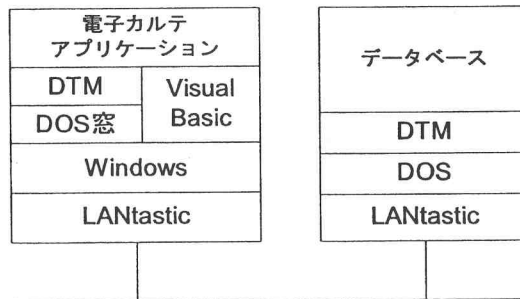 電子カルテ
アプリケーション
DTM
DOS窓
Visual
Basic
Windows
LANtastic
データベース
DTM
DOS
LANtastic